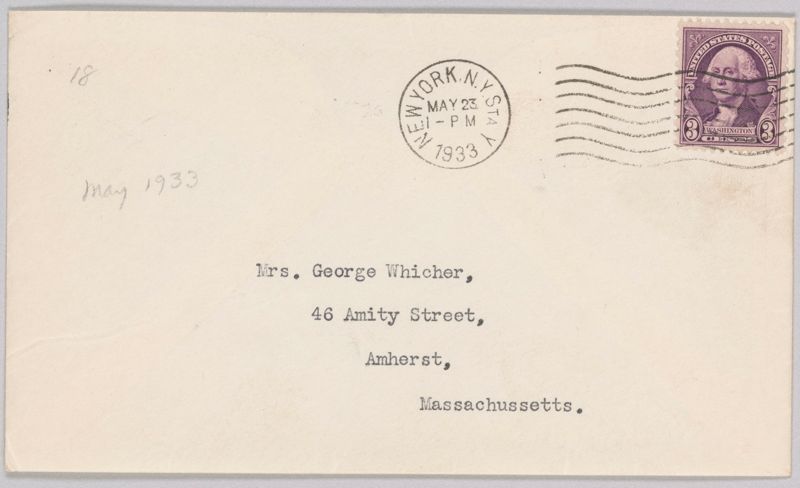 18
May 1933
NEW YORK, N.Y. STA Y
MAY 23
1 - PM
1933
UNITED STATES POSTAGE
3 WASHINGTON 3
CENTS
Mrs. George Whicher,
46 Amity Street,
Amherst,
Massachussetts.